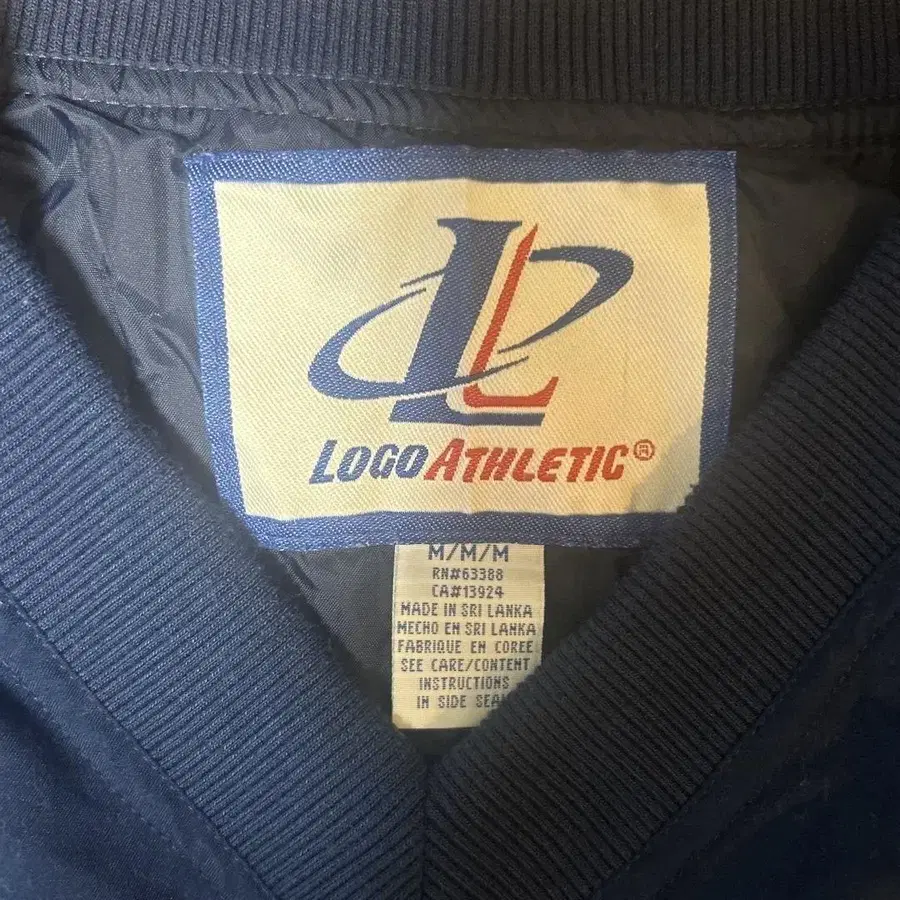 LOGO ATHLETIC®
M/M/M
RN#63388
CA#13924
MADE IN SRI LANKA
MECHO EN SRI LANKA
FABRIQUE EN COREE
SEE CARE/CONTENT
INSTRUCTIONS
IN SIDE